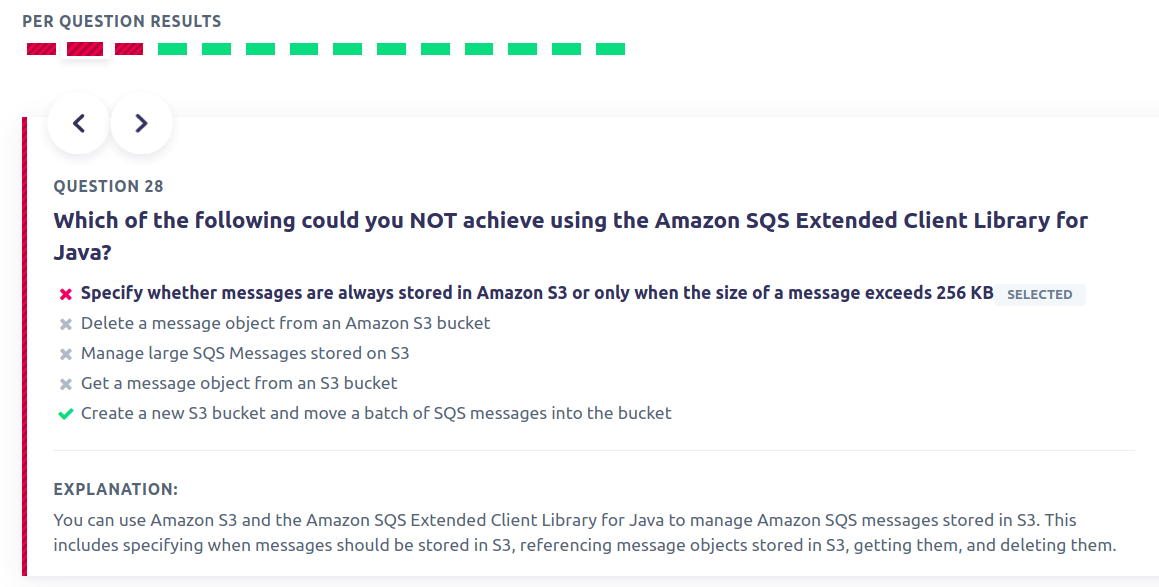 PER QUESTION RESULTS
QUESTION 28
Which of the following could you NOT achieve using the Amazon SQS Extended Client Library for
Java?
Specify whether messages are always stored in Amazon S3 or only when the size of a message exceeds 256 KB SELECTED
Delete a message object from an Amazon S3 bucket
Manage large SQS Messages stored on S3
Get a message object from an S3 bucket
Create a new S3 bucket and move a batch of SQS messages into the bucket
EXPLANATION:
You can use Amazon S3 and the Amazon SQS Extended Client Library for Java to manage Amazon SQS messages stored in S3. This
includes specifying when messages should be stored in S3, referencing message objects stored in S3, getting them, and deleting them.